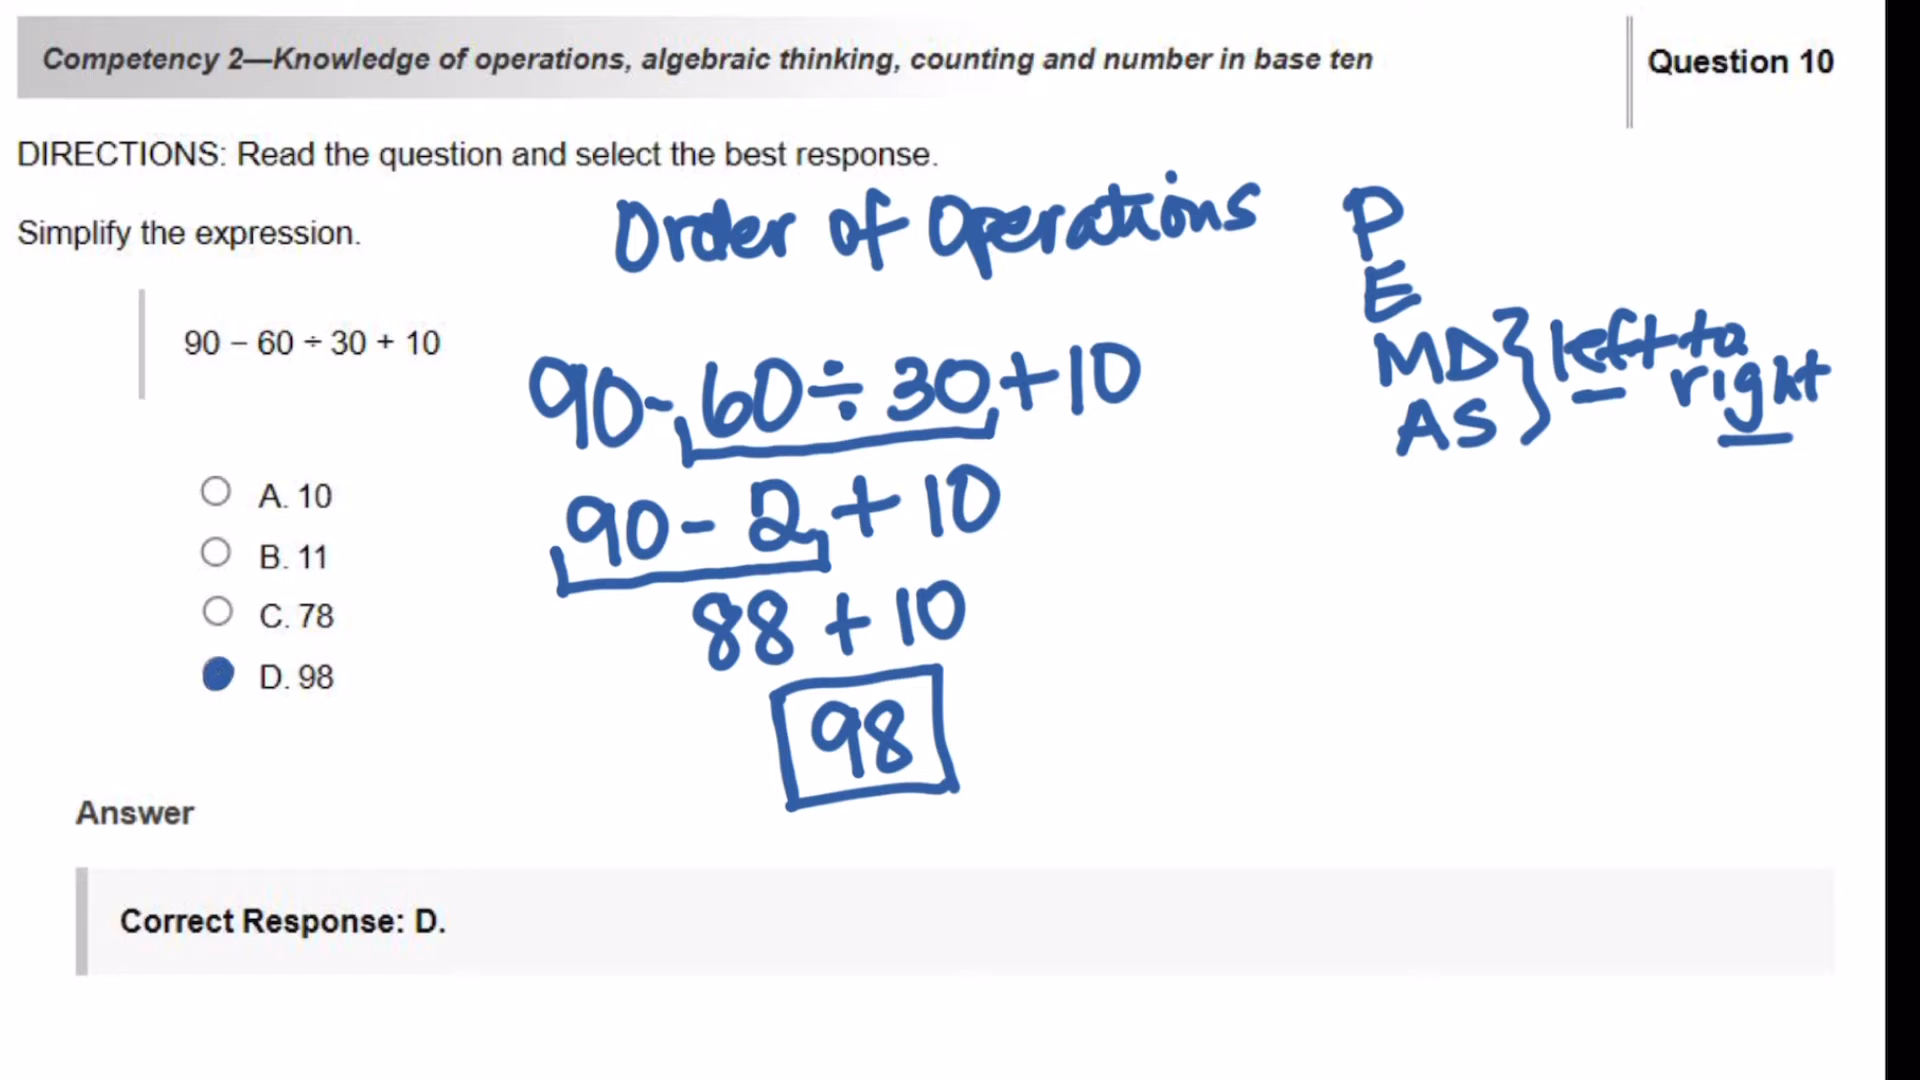 Competency 2—Knowledge of operations, algebraic thinking, counting and number in base ten
Question 10
DIRECTIONS: Read the question and select the best response.
Simplify the expression.
Order of Operations
P
E
MD
AS
left to
right
90 − 60 ÷ 30 + 10
90-60÷30+10
90-2+10
88+10
98
A. 10
B. 11
C. 78
D. 98
Answer
Correct Response: D.